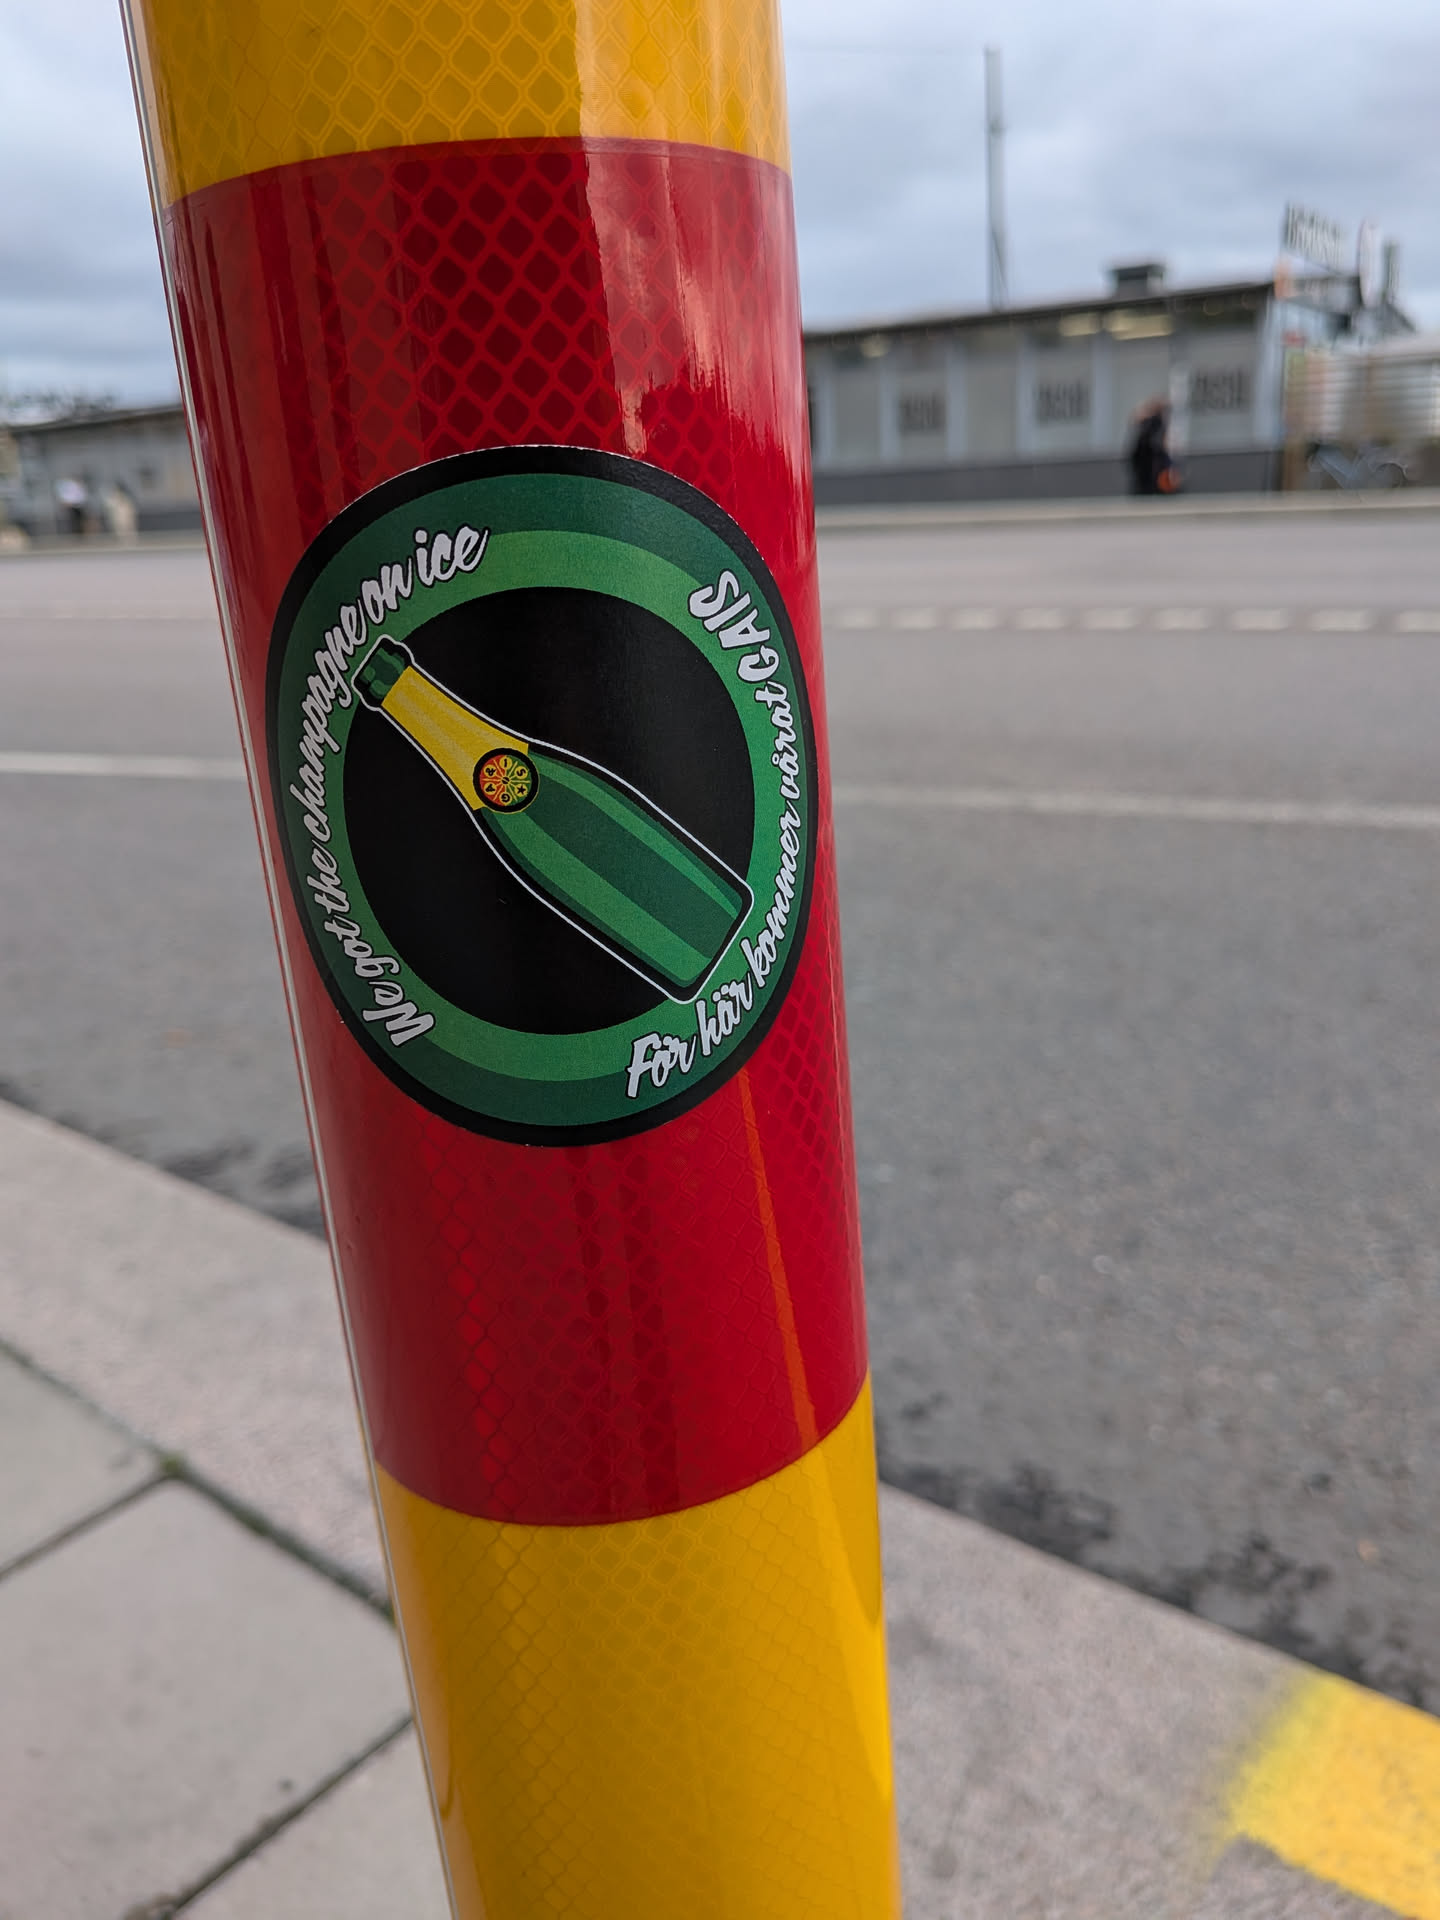 We got the champagne on ice
För här kommer vårat GAIS